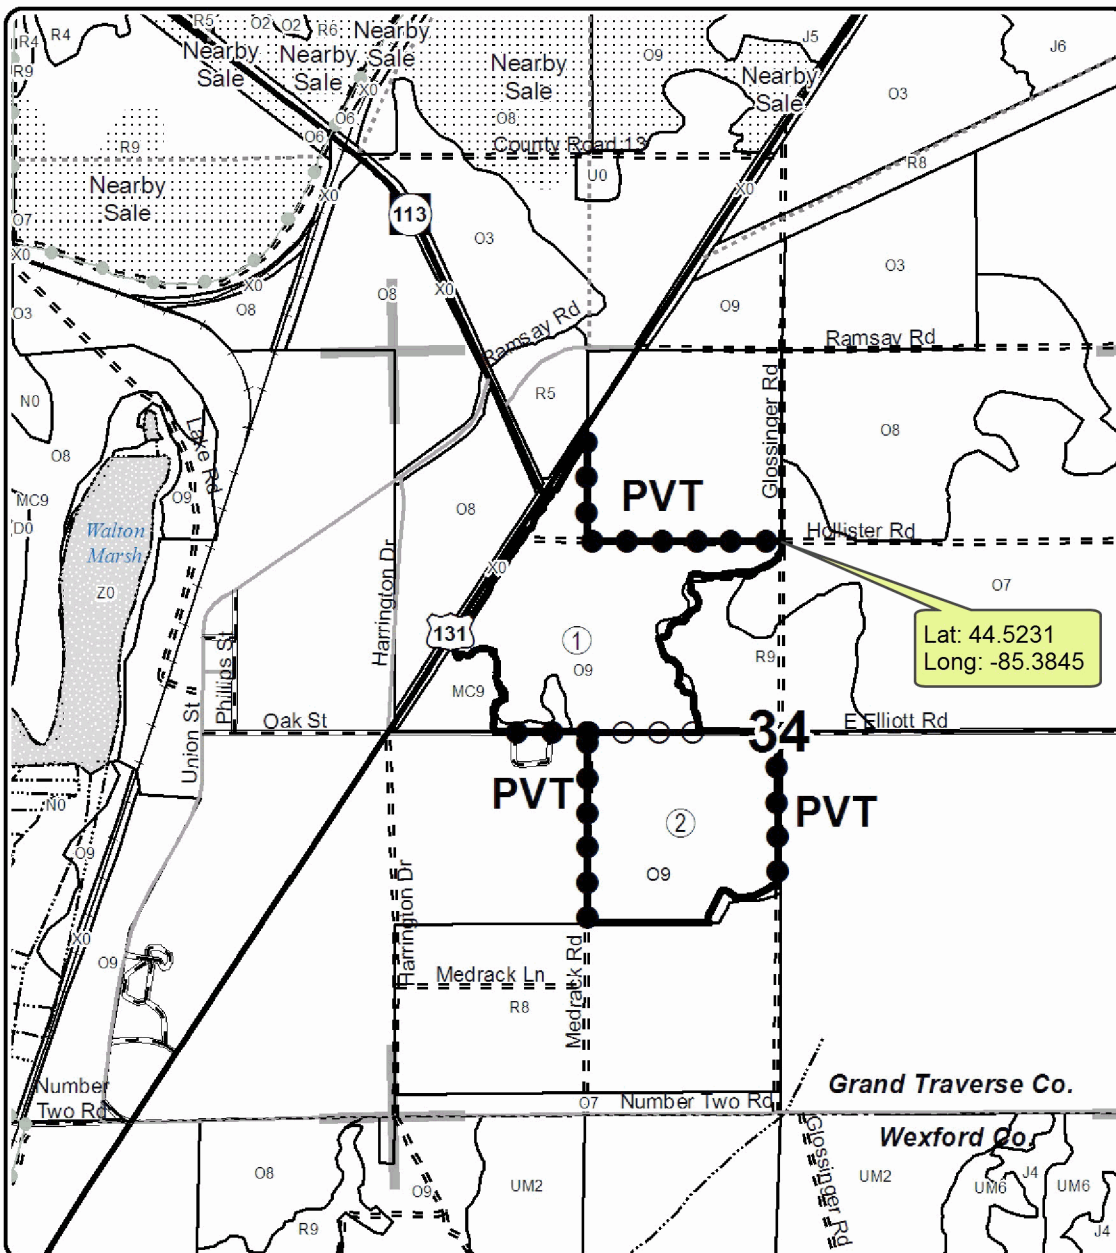 R5
O2
O2
R6
Nearby
Sale
Nearby
Sale
Nearby
Sale
Nearby
Sale
O9
J5
J6
R4
R4
R9
Nearby
Sale
X0
O3
O6
O6
O8
County Road 13
R9
R8
U0
Nearby
Sale
X0
X0
113
O7
O3
O3
X0
X0
X0
O8
O8
O9
O3
Ramsay Rd
Ramsay Rd
R5
Glossinger Rd
N0
O8
Lake Rd
O8
MC9
O9
PVT
D0
Walton
Marsh
O8
Hollister Rd
X0
Z0
O7
Harrington Dr
131
1
Lat: 44.5231
Long: -85.3845
Phillips St
R9
O9
MC9
Union St
Oak St
34
E Elliott Rd
PVT
PVT
N0
2
O9
O9
Harrington Dr
X0
O9
Medrack Rd
Medrack Ln
R8
Number
Two Rd
O7
Number Two Rd
Grand Traverse Co.
Wexford Co.
Glossinger Rd
O8
O9
UM2
UM2
UM6
J4
UM6
R9
J4